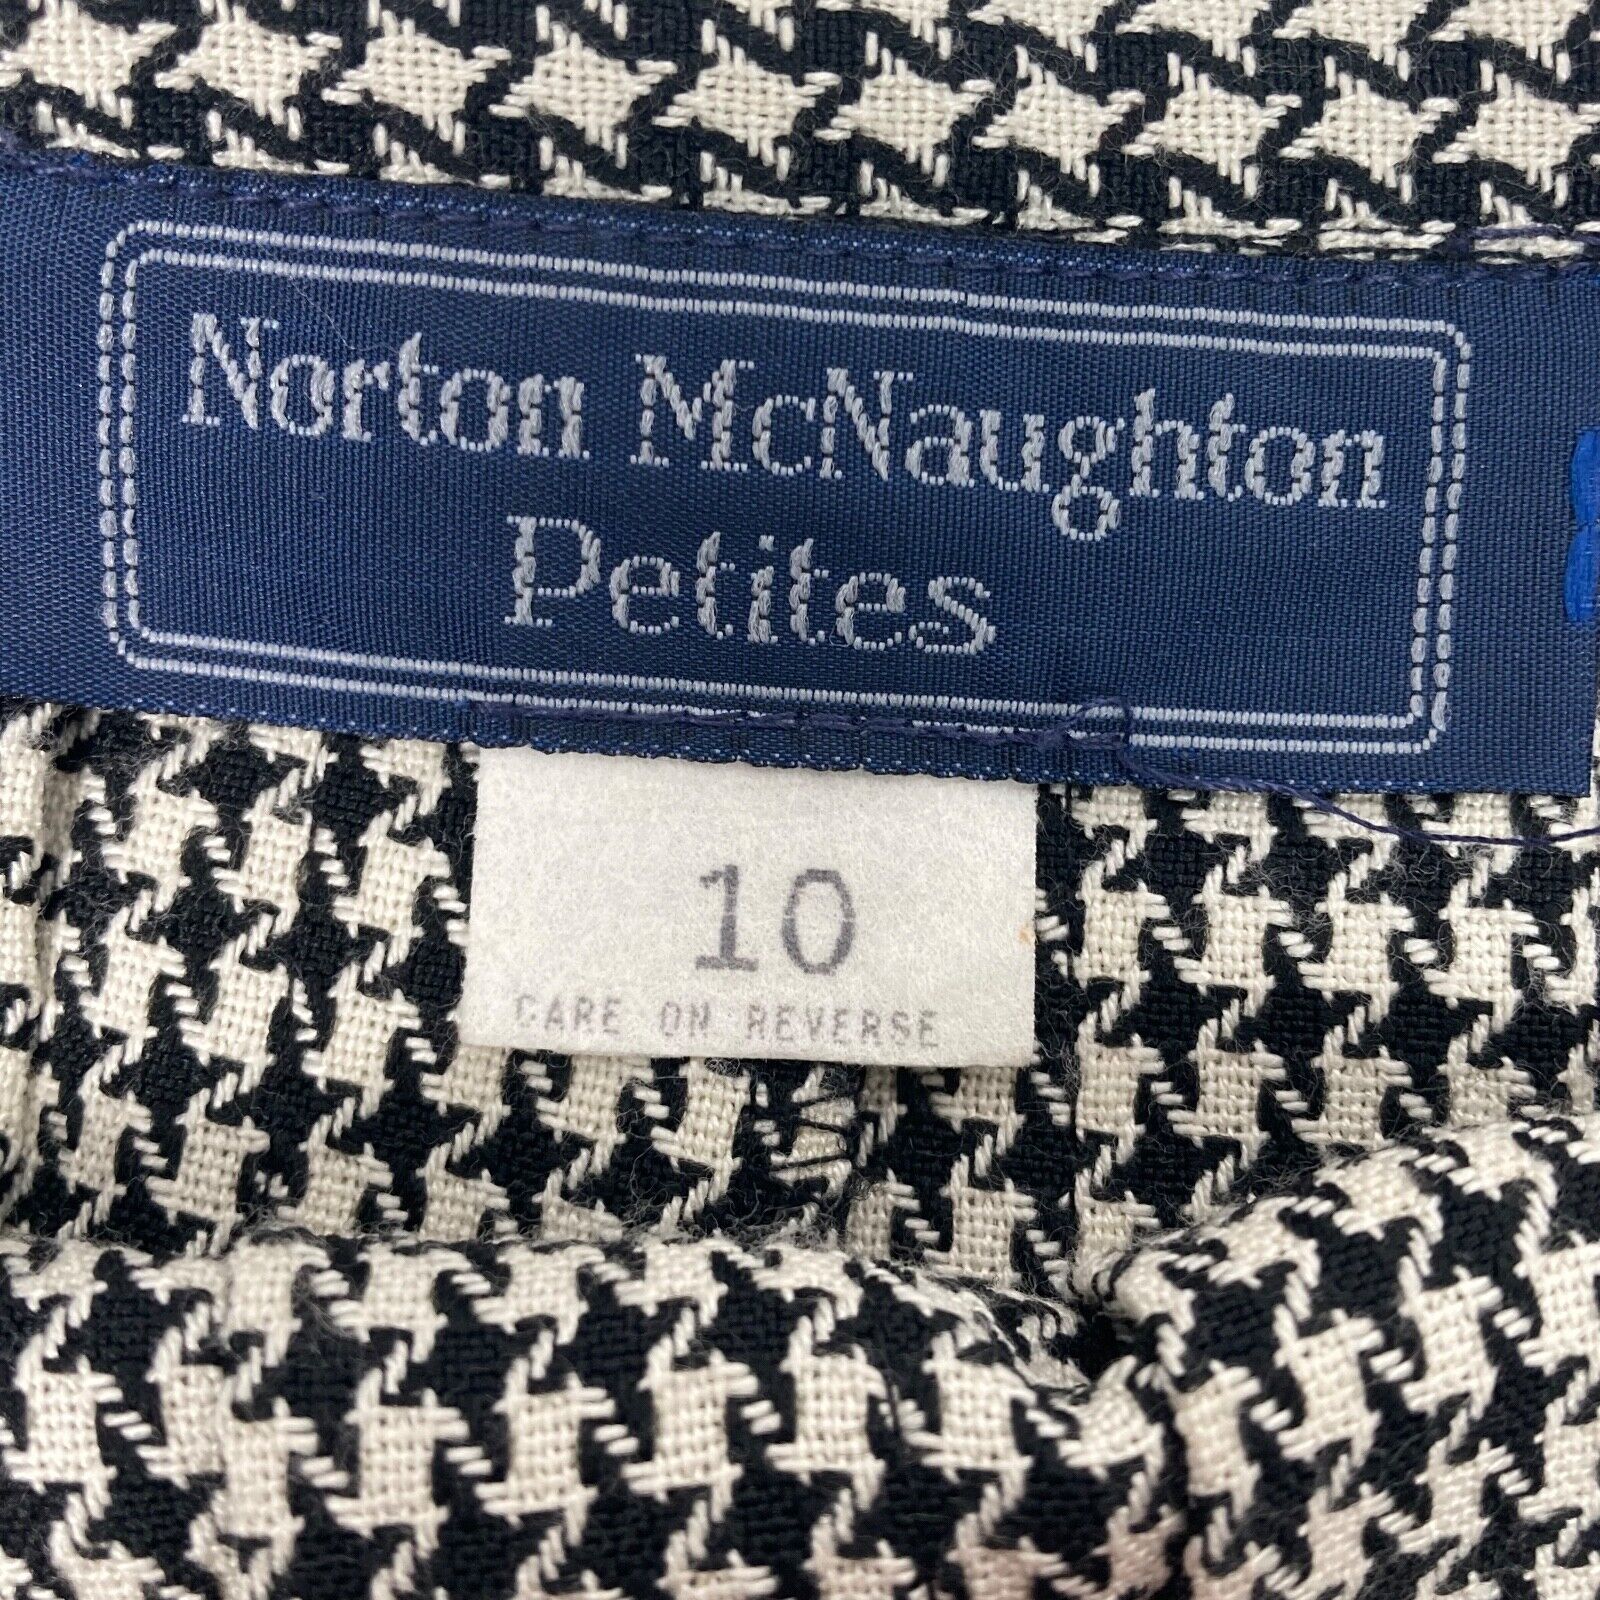 Norton McNaughton
Petites
10
CARE ON REVERSE